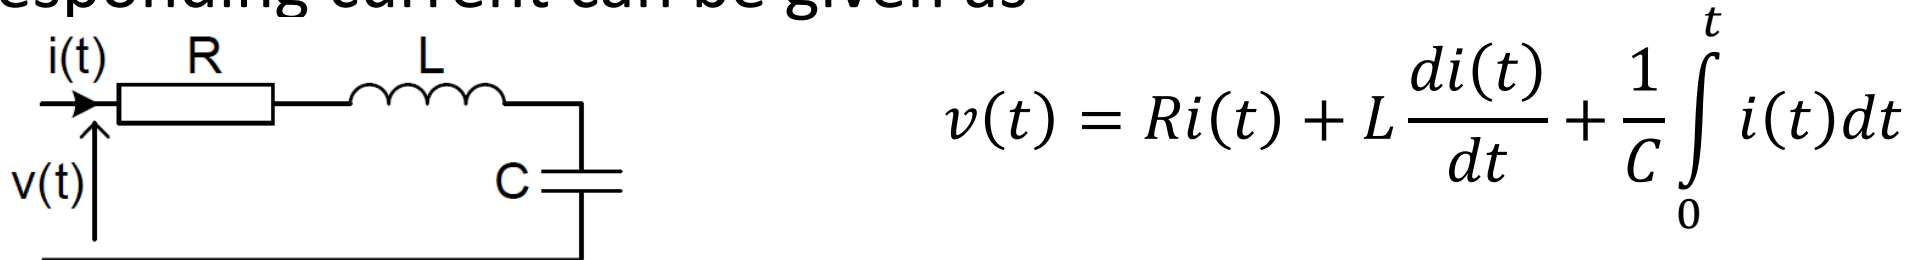 esponding current can be given as
i(t) R L
v(t) C
v(t) = Ri(t) + L di(t)/dt + 1/C ∫₀ᵗ i(t)dt